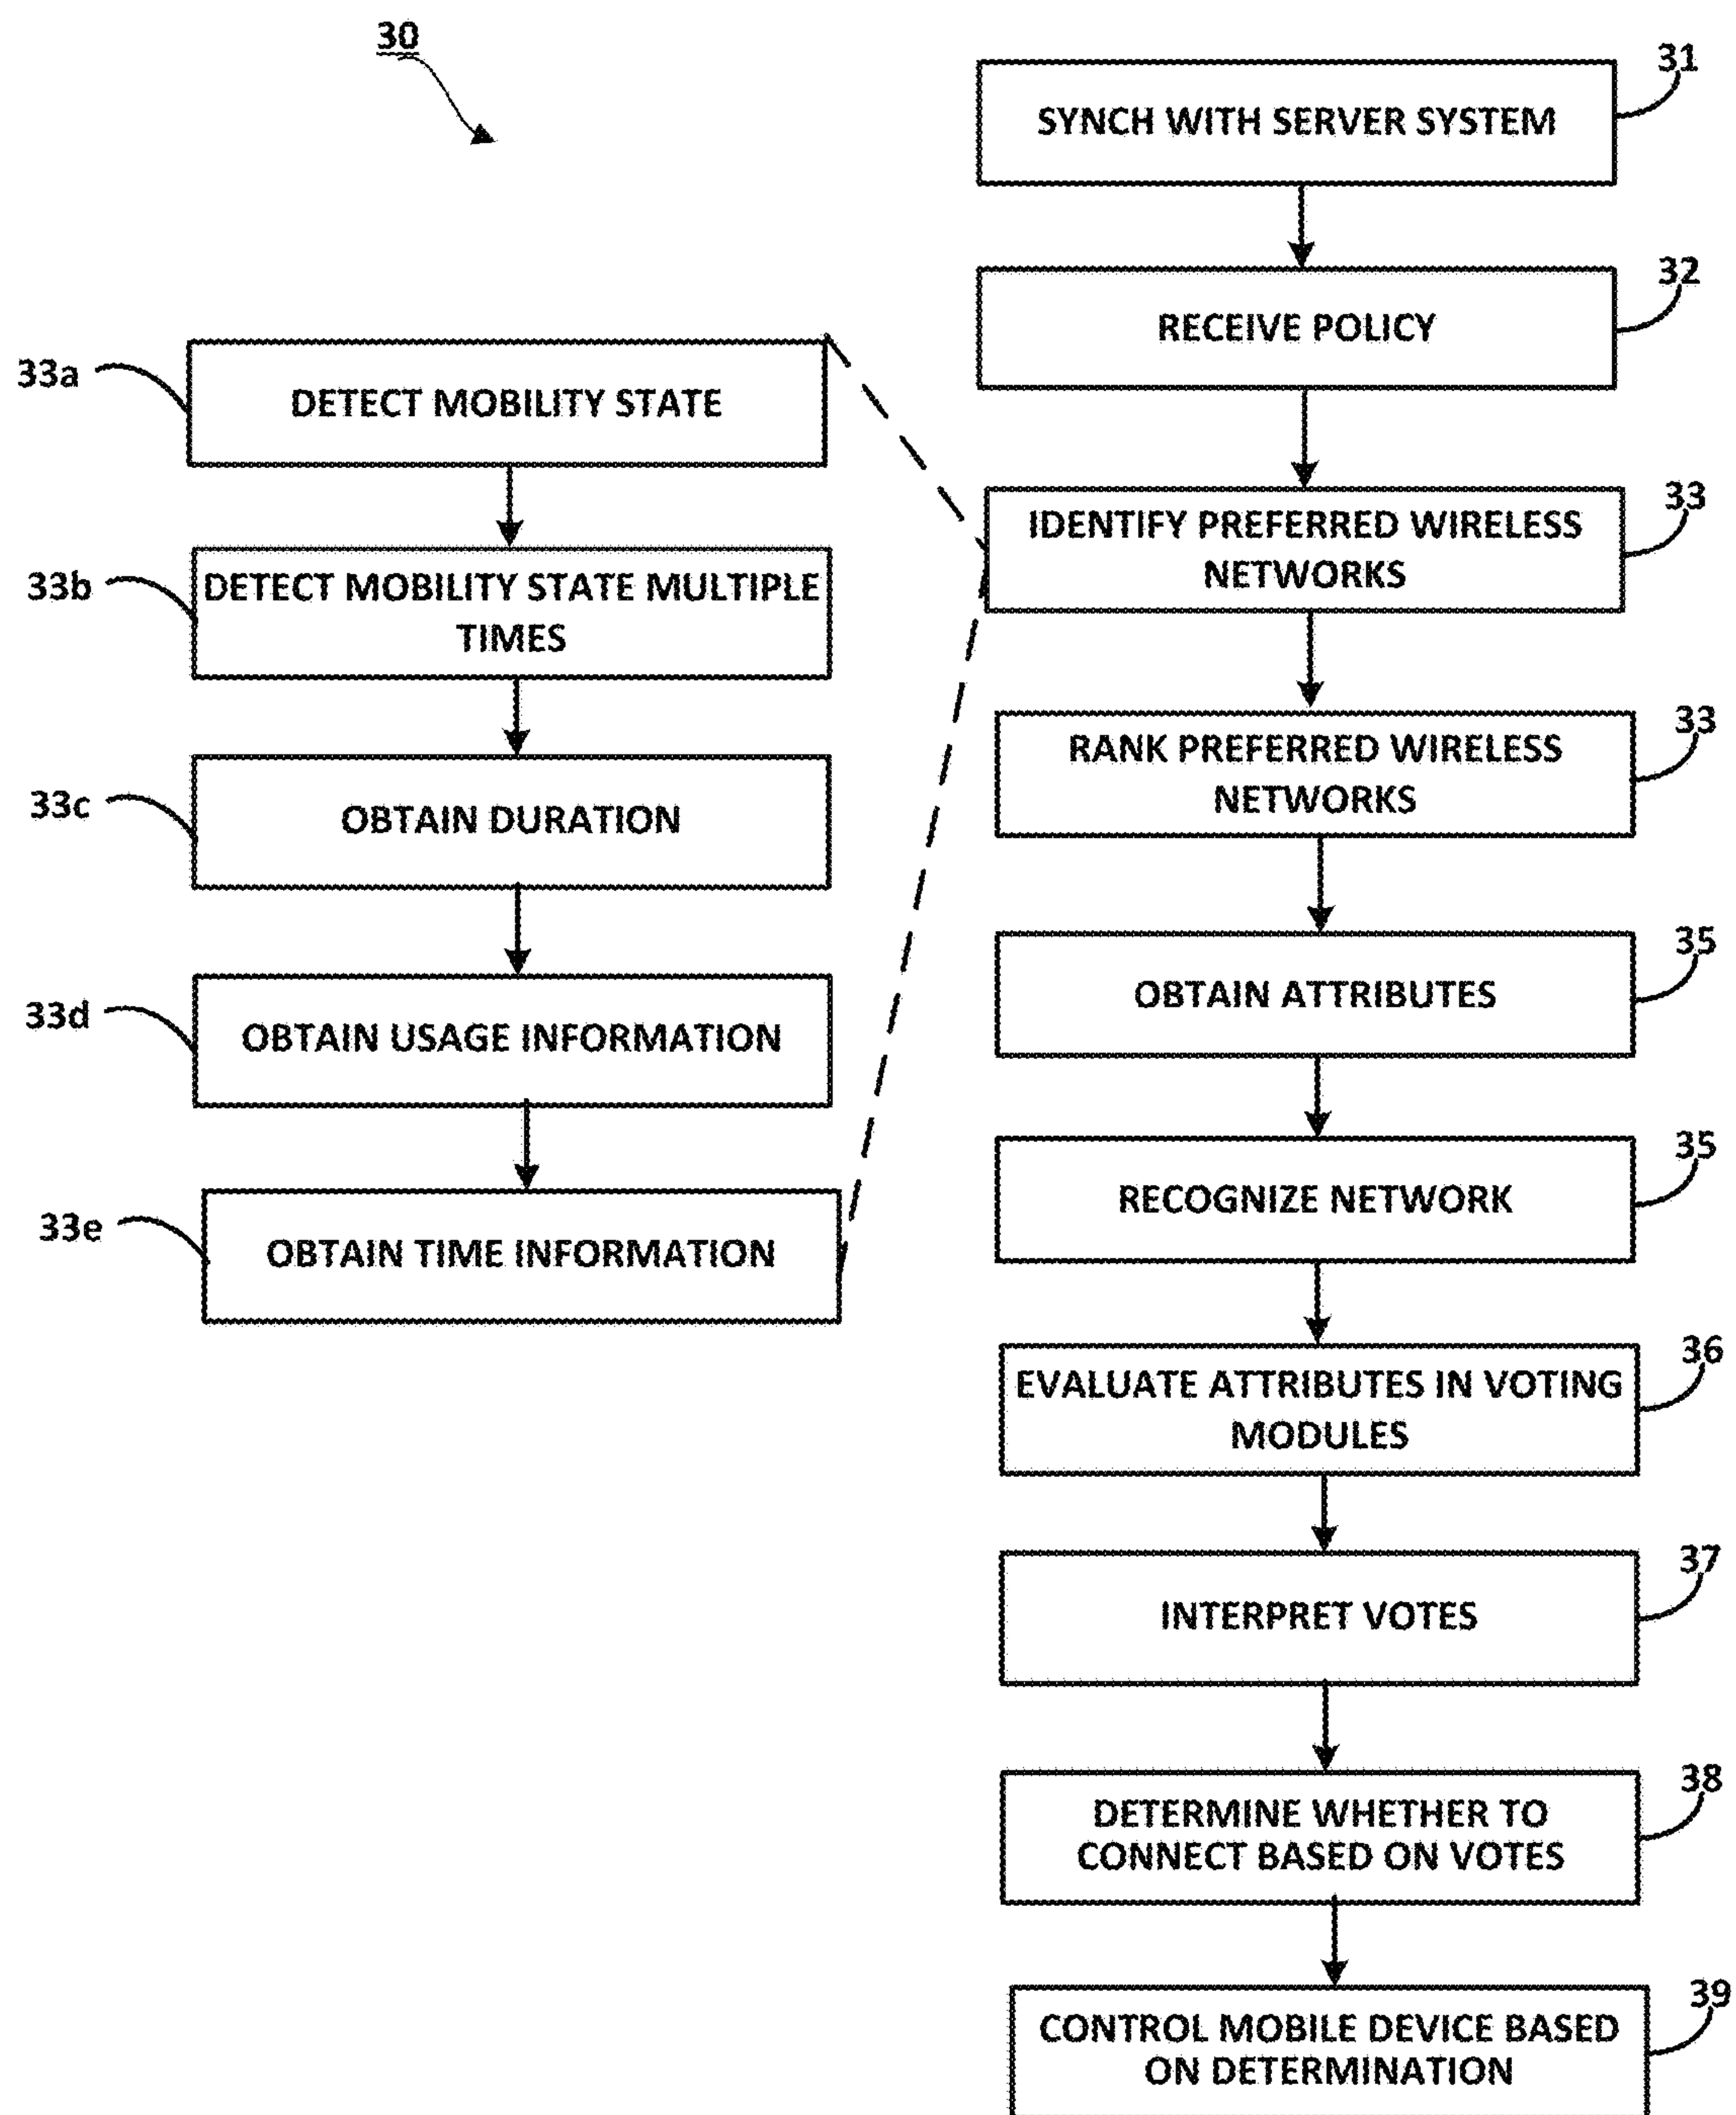 30
31
SYNCH WITH SERVER SYSTEM
32
RECEIVE POLICY
33
IDENTIFY PREFERRED WIRELESS
NETWORKS
33
RANK PREFERRED WIRELESS
NETWORKS
35
OBTAIN ATTRIBUTES
35
RECOGNIZE NETWORK
36
EVALUATE ATTRIBUTES IN VOTING
MODULES
37
INTERPRET VOTES
38
DETERMINE WHETHER TO
CONNECT BASED ON VOTES
39
CONTROL MOBILE DEVICE BASED
ON DETERMINATION
33a
DETECT MOBILITY STATE
33b
DETECT MOBILITY STATE MULTIPLE
TIMES
33c
OBTAIN DURATION
33d
OBTAIN USAGE INFORMATION
33e
OBTAIN TIME INFORMATION